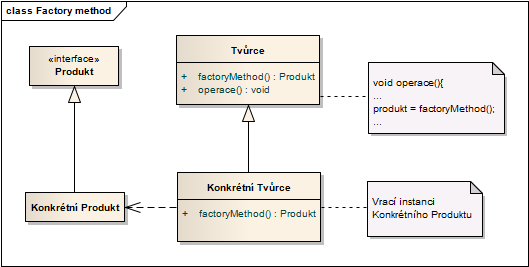 class Factory method
«interface»
Produkt
Tvůrce
+ factoryMethod() : Produkt
+ operace() : void
void operace(){
...
produkt = factoryMethod();
...
Konkrétní Produkt
Konkrétní Tvůrce
+ factoryMethod() : Produkt
Vrací instanci
Konkrétního Produktu